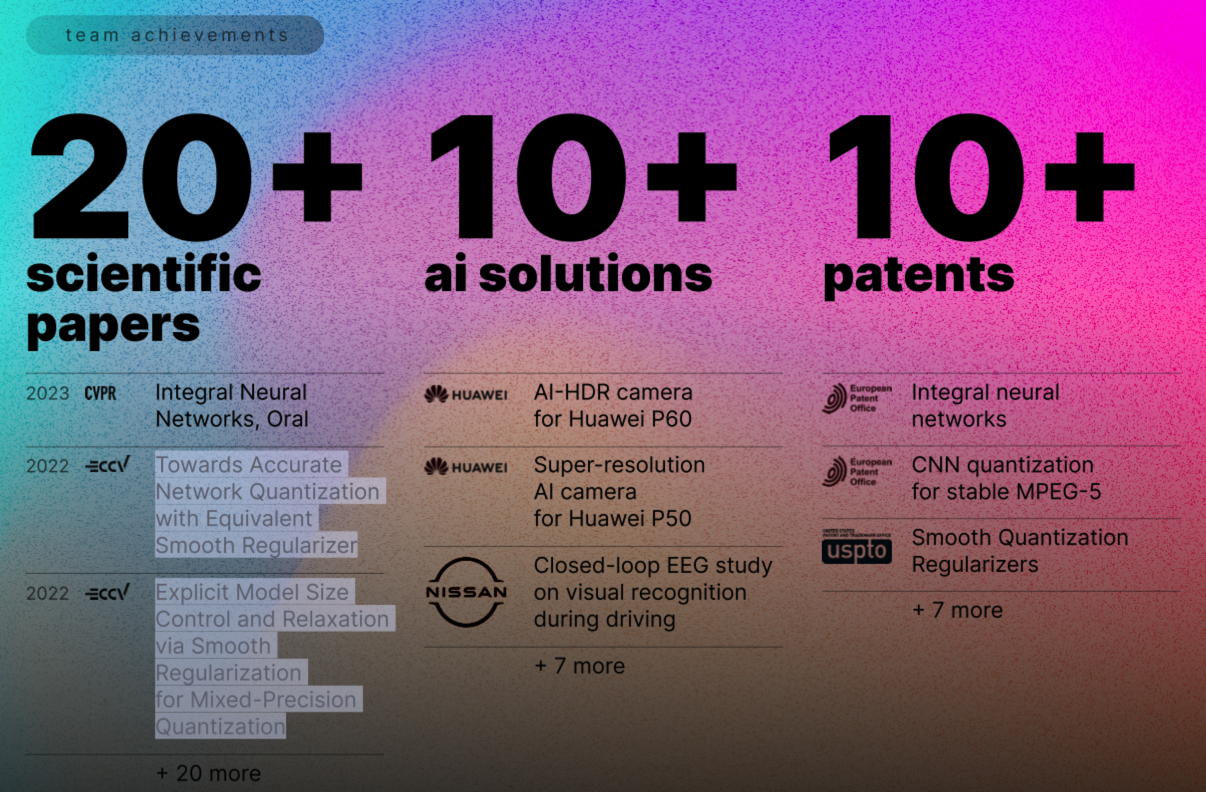 team achievements
20+
scientific
papers
2023 CVPR Integral Neural
Networks, Oral
2022 ECCV Towards Accurate
Network Quantization
with Equivalent
Smooth Regularizer
2022 ECCV Explicit Model Size
Control and Relaxation
via Smooth
Regularization
for Mixed-Precision
Quantization
+ 20 more
10+
ai solutions
HUAWEI AI-HDR camera
for Huawei P60
HUAWEI Super-resolution
AI camera
for Huawei P50
NISSAN Closed-loop EEG study
on visual recognition
during driving
+ 7 more
10+
patents
European
Patent
Office
Integral neural
networks
European
Patent
Office
CNN quantization
for stable MPEG-5
UNITED STATES
PATENT AND TRADEMARK OFFICE
uspto
Smooth Quantization
Regularizers
+ 7 more